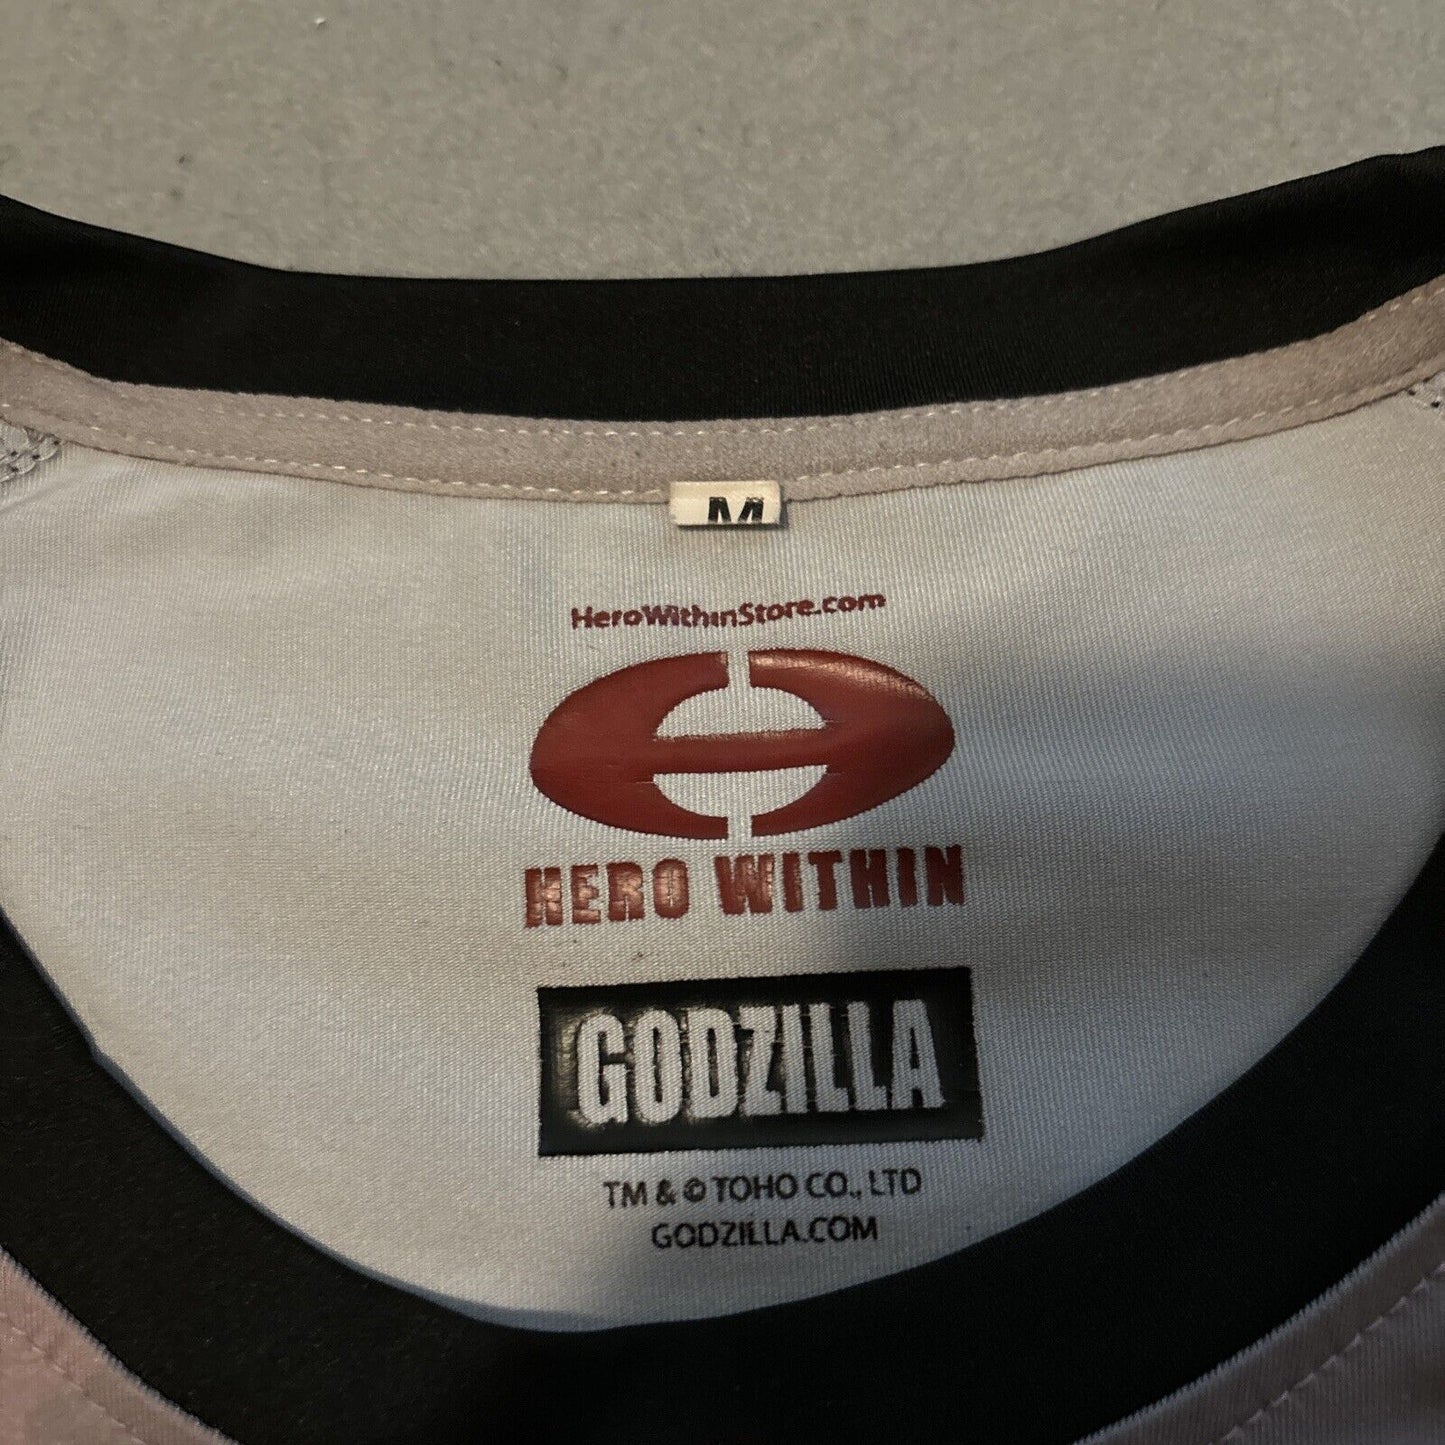 M
HeroWithinStore.com
HERO WITHIN
GODZILLA
TM & © TOHO CO., LTD
GODZILLA.COM